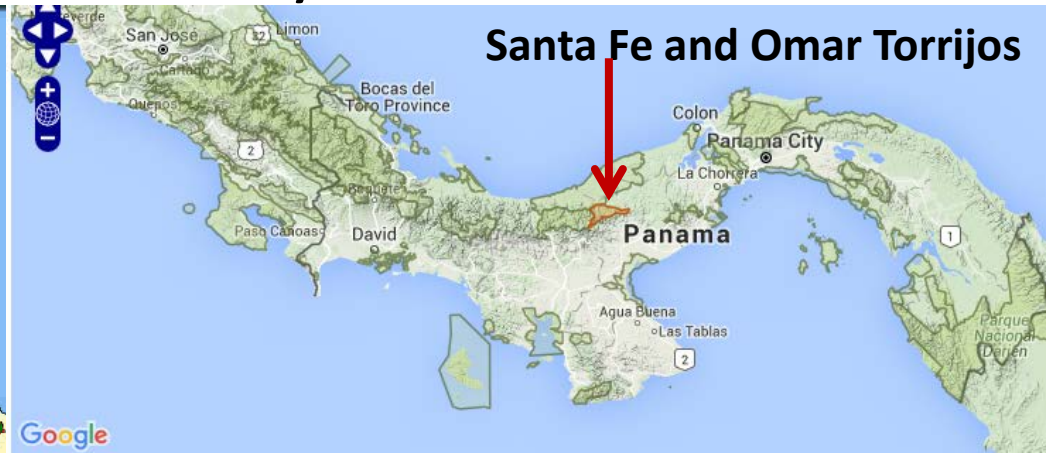 Santa Fe and Omar Torrijos
San José
Limon
32
Cartago
Quepos
2
Bocas del
Toro Province
Colon
Panama City
La Chorrera
Boquete
Paso Canoas
David
Panama
1
Agua Buena
Las Tablas
2
Parque
Nacional
Darién
Google